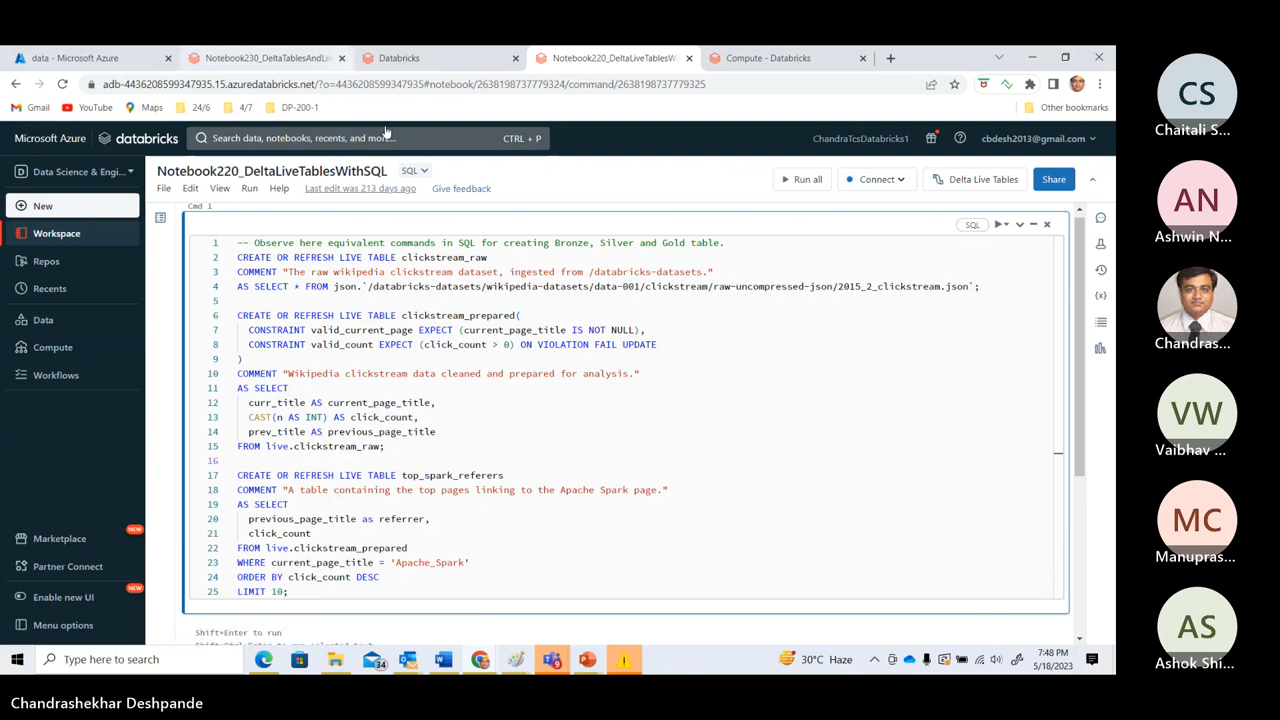 data - Microsoft Azure
Notebook230_DeltaTablesAndLiv
Databricks
Notebook220_DeltaLiveTablesWi
Compute - Databricks
adb-4436208599347935.15.azuredatabricks.net/?o=4436208599347935#notebook/2638198737779324/command/2638198737779325
Gmail
YouTube
Maps
24/6
4/7
DP-200-1
Other bookmarks
Microsoft Azure
databricks
Search data, notebooks, recents, and more...
CTRL + P
ChandraTcsDatabricks1
cbdesh2013@gmail.com
Data Science & Engi...
New
Workspace
Repos
Recents
Data
Compute
Workflows
Marketplace
NEW
Partner Connect
Enable new UI
NEW
Menu options
Notebook220_DeltaLiveTablesWithSQL
SQL
File
Edit
View
Run
Help
Last edit was 213 days ago
Give feedback
Run all
Connect
Delta Live Tables
Share
Cmd 1
SQL
1 -- Observe here equivalent commands in SQL for creating Bronze, Silver and Gold table.
2 CREATE OR REFRESH LIVE TABLE clickstream_raw
3 COMMENT "The raw wikipedia clickstream dataset, ingested from /databricks-datasets."
4 AS SELECT * FROM json.`/databricks-datasets/wikipedia-datasets/data-001/clickstream/raw-uncompressed-json/2015_2_clickstream.json`;
5
6 CREATE OR REFRESH LIVE TABLE clickstream_prepared(
7 CONSTRAINT valid_current_page EXPECT (current_page_title IS NOT NULL),
8 CONSTRAINT valid_count EXPECT (click_count > 0) ON VIOLATION FAIL UPDATE
9 )
10 COMMENT "Wikipedia clickstream data cleaned and prepared for analysis."
11 AS SELECT
12 curr_title AS current_page_title,
13 CAST(n AS INT) AS click_count,
14 prev_title AS previous_page_title
15 FROM live.clickstream_raw;
16
17 CREATE OR REFRESH LIVE TABLE top_spark_referers
18 COMMENT "A table containing the top pages linking to the Apache Spark page."
19 AS SELECT
20 previous_page_title as referrer,
21 click_count
22 FROM live.clickstream_prepared
23 WHERE current_page_title = 'Apache_Spark'
24 ORDER BY click_count DESC
25 LIMIT 10;
Shift+Enter to run
Type here to search
34
9
30°C Haze
7:48 PM
5/18/2023
CS
Chaitali S...
AN
Ashwin N...
Chandras...
VW
Vaibhav ...
MC
Manupras...
AS
Ashok Shi...
Chandrashekhar Deshpande